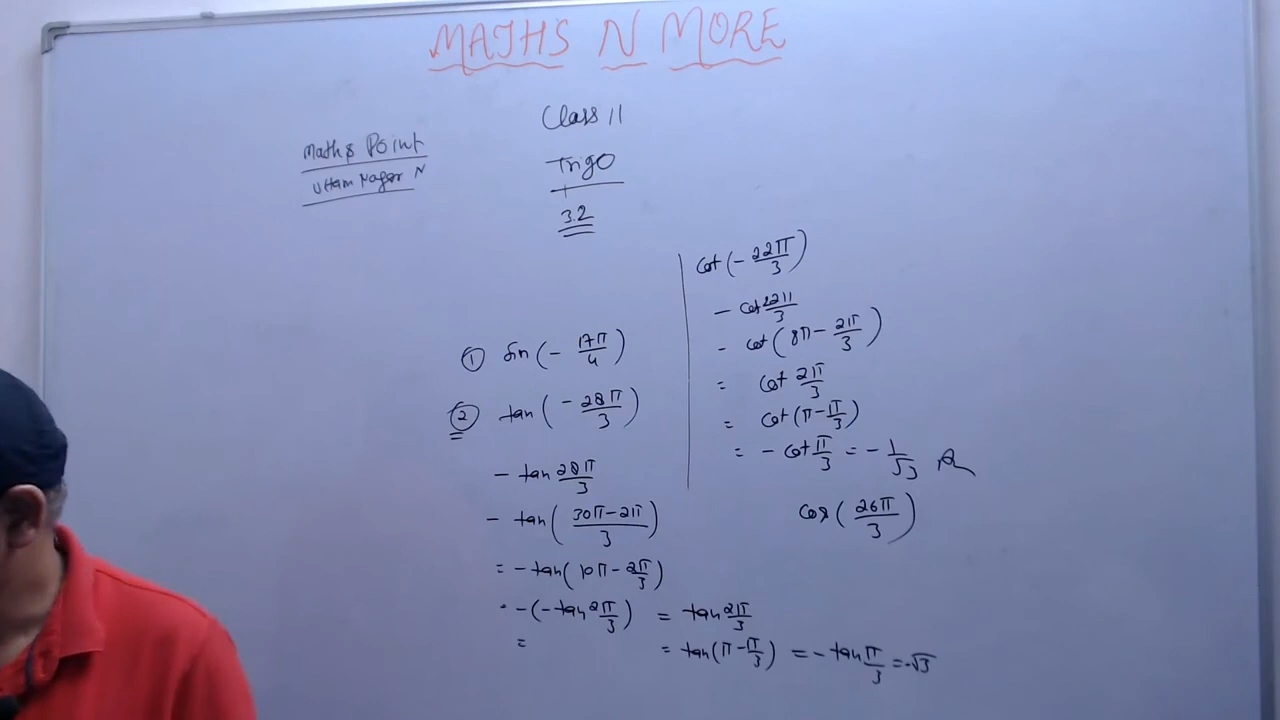 MATHS N MORE
Class 11
Maths Point
Uttam Nagar N
Trigo
3.2
① sin(-17π/4)
② tan(-28π/3)
- tan 28π/3
- tan(30π-2π/3)
= -tan(10π-2π/3)
-(-tan 2π/3) = tan 2π/3
= = tan(π-π/3) = -tan π/3 = -√3
cot(-22π/3)
- cot 22π/3
- cot(8π-2π/3)
= cot 2π/3
= cot(π-π/3)
= -cot π/3 = -1/√3
cos(26π/3)